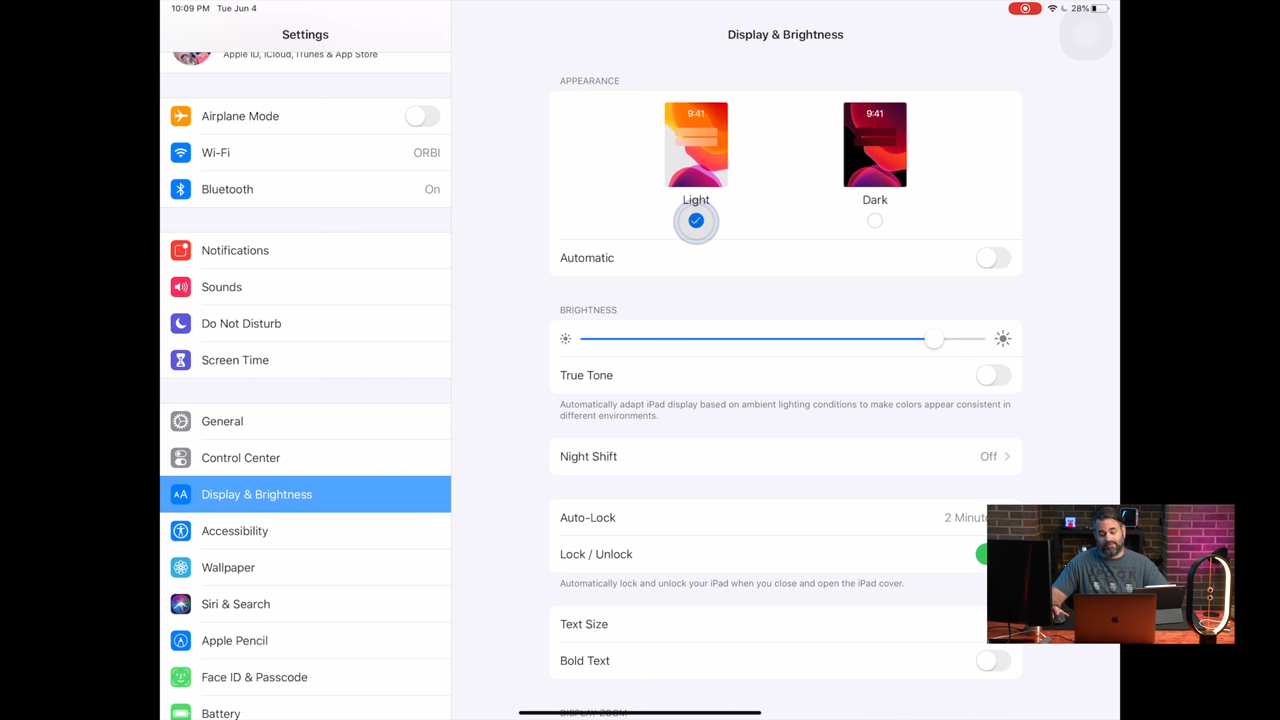 10:09 PM Tue Jun 4
28%
Settings
Apple ID, iCloud, iTunes & App Store
Airplane Mode
Wi-Fi ORBI
Bluetooth On
Notifications
Sounds
Do Not Disturb
Screen Time
General
Control Center
AA Display & Brightness
Accessibility
Wallpaper
Siri & Search
Apple Pencil
Face ID & Passcode
Battery
Display & Brightness
APPEARANCE
9:41 9:41
Light Dark
Automatic
BRIGHTNESS
True Tone
Automatically adapt iPad display based on ambient lighting conditions to make colors appear consistent in
different environments.
Night Shift Off
Auto-Lock 2 Minut
Lock / Unlock
Automatically lock and unlock your iPad when you close and open the iPad cover.
Text Size
Bold Text
DISPLAY ZOOM